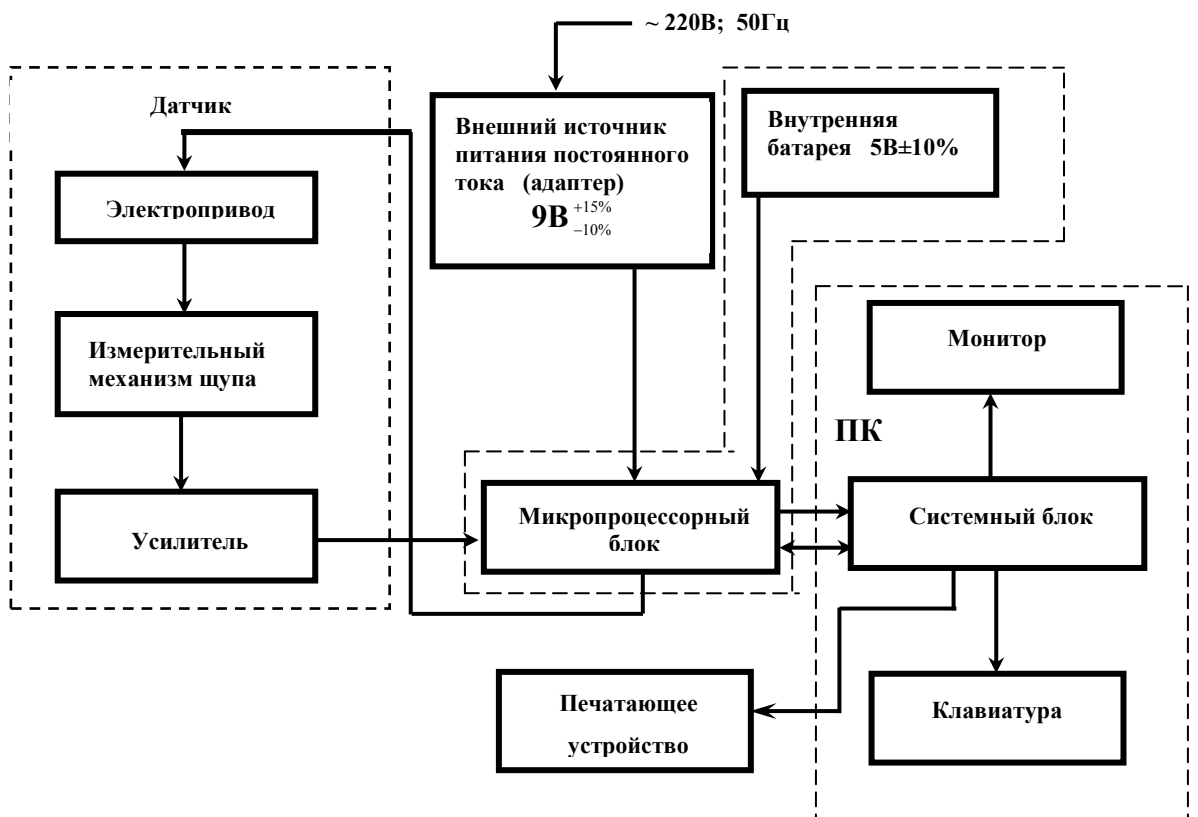 ~ 220В; 50Гц
Датчик
Внешний источник
питания постоянного
тока (адаптер)
9В +15%
−10%
Внутренняя
батарея 5В±10%
Электропривод
Измерительный
механизм щупа
Монитор
ПК
Усилитель
Микропроцессорный
блок
Системный блок
Печатающее
устройство
Клавиатура